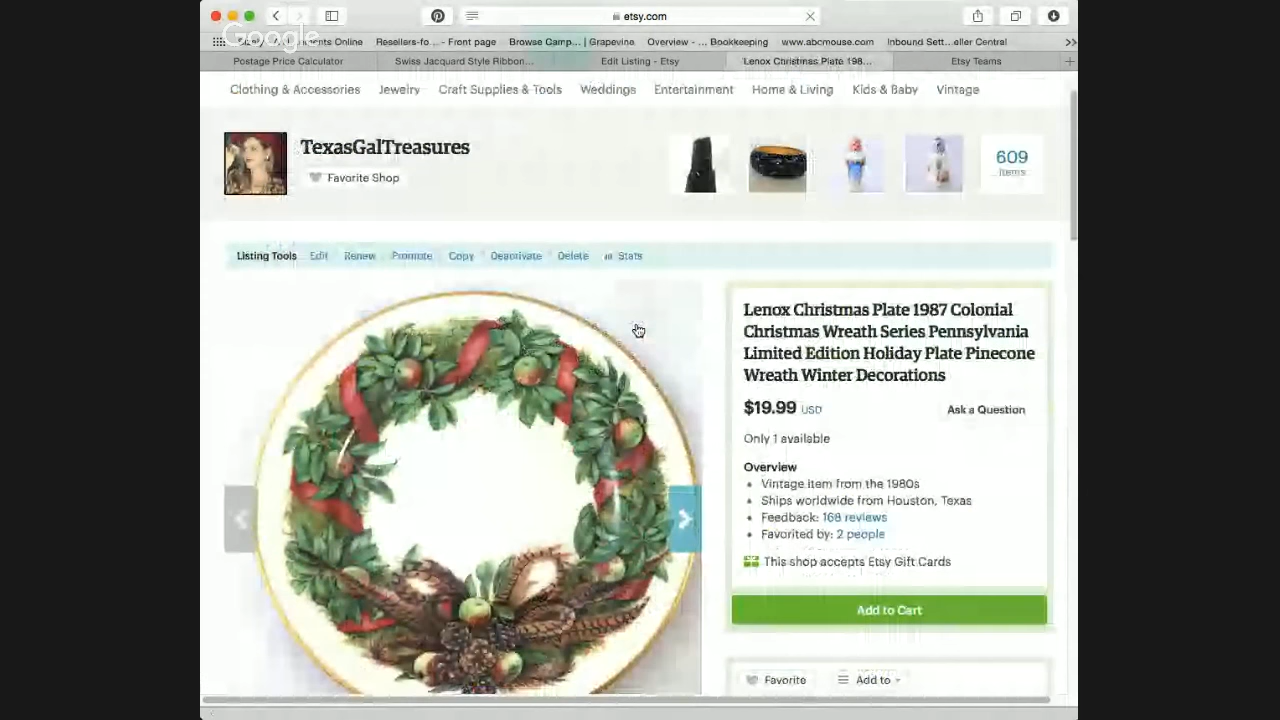 etsy.com
Google
Online
Resellers-fo... - Front page
Browse Camp... | Grapevine
Overview - ... Bookkeeping
www.abcmouse.com
Inbound Sett...eller Central
Postage Price Calculator
Swiss Jacquard Style Ribbon...
Edit Listing - Etsy
Lenox Christmas Plate 198...
Etsy Teams
Clothing & Accessories
Jewelry
Craft Supplies & Tools
Weddings
Entertainment
Home & Living
Kids & Baby
Vintage
TexasGalTreasures
Favorite Shop
609
Items
Listing Tools
Edit
Renew
Promote
Copy
Deactivate
Delete
Stats
Lenox Christmas Plate 1987 Colonial
Christmas Wreath Series Pennsylvania
Limited Edition Holiday Plate Pinecone
Wreath Winter Decorations
$19.99 USD
Ask a Question
Only 1 available
Overview
Vintage item from the 1980s
Ships worldwide from Houston, Texas
Feedback: 168 reviews
Favorited by: 2 people
This shop accepts Etsy Gift Cards
Add to Cart
Favorite
Add to